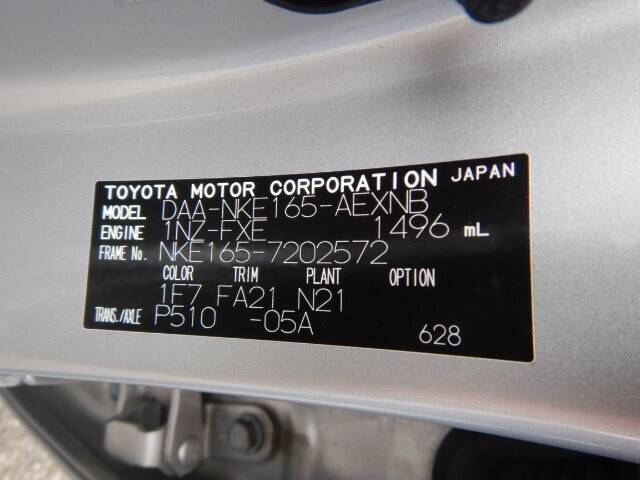 TOYOTA MOTOR CORPORATION JAPAN
MODEL DAA-NKE165-AEXNB
ENGINE 1NZ-FXE 1496 mL
FRAME No. NKE165-7202572
COLOR TRIM PLANT OPTION
1F7 FA21 N21
TRANS./AXLE P510 -05A
628